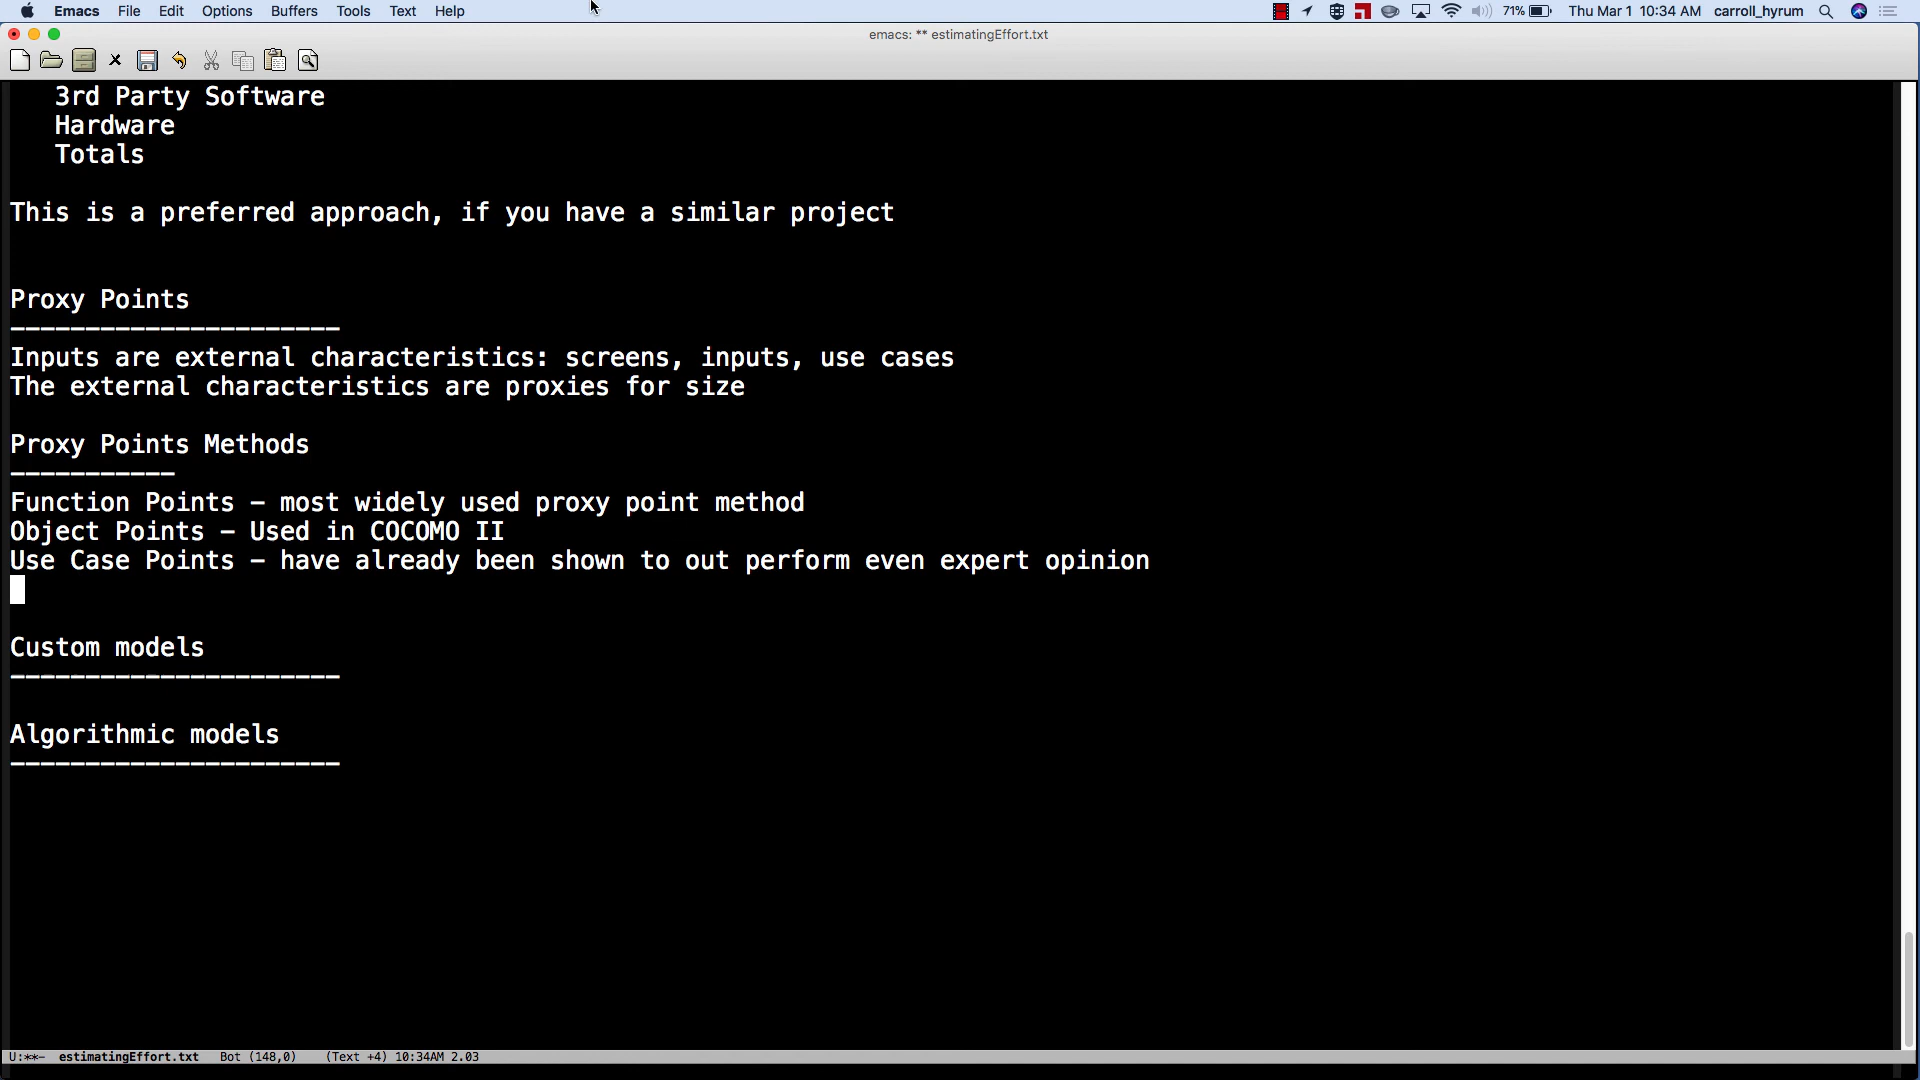 Emacs File Edit Options Buffers Tools Text Help 71% Thu Mar 1 10:34 AM carroll_hyrum
emacs: ** estimatingEffort.txt
3rd Party Software
Hardware
Totals
This is a preferred approach, if you have a similar project
Proxy Points
----------------------
Inputs are external characteristics: screens, inputs, use cases
The external characteristics are proxies for size
Proxy Points Methods
-----------
Function Points - most widely used proxy point method
Object Points - Used in COCOMO II
Use Case Points - have already been shown to out perform even expert opinion
Custom models
----------------------
Algorithmic models
----------------------
U:**- estimatingEffort.txt Bot (148,0) (Text +4) 10:34AM 2.03